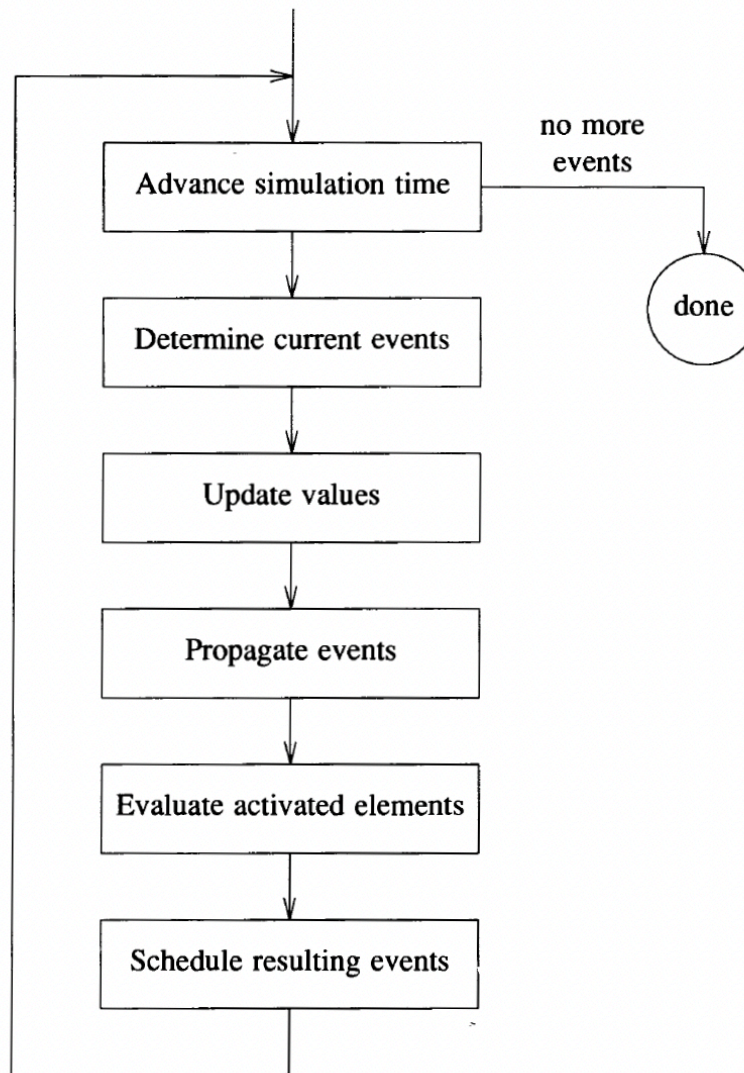 no more
events
Advance simulation time
done
Determine current events
Update values
Propagate events
Evaluate activated elements
Schedule resulting events